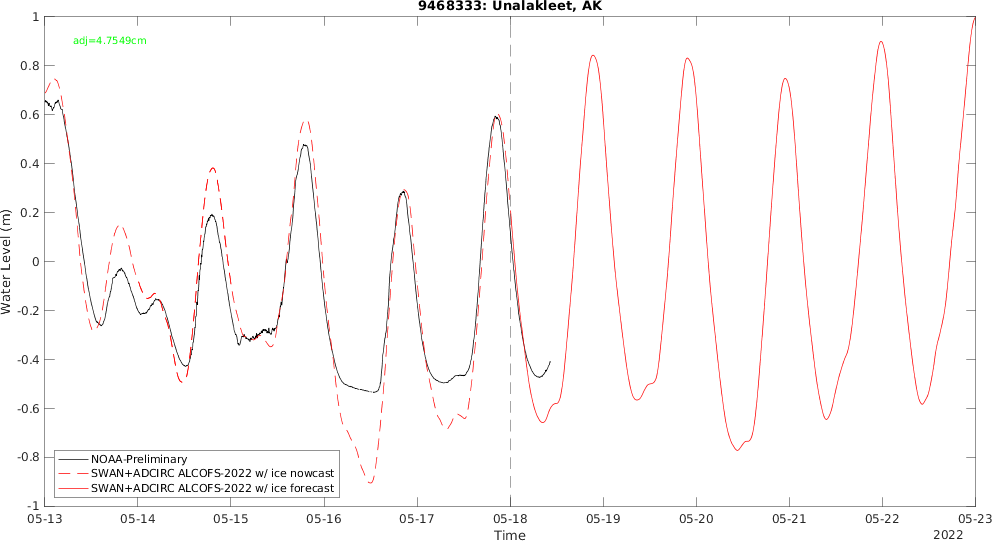 9468333: Unalakleet, AK
adj=4.7549cm
Water Level (m)
1
0.8
0.6
0.4
0.2
0
-0.2
-0.4
-0.6
-0.8
-1
NOAA-Preliminary
SWAN+ADCIRC ALCOFS-2022 w/ ice nowcast
SWAN+ADCIRC ALCOFS-2022 w/ ice forecast
05-13 05-14 05-15 05-16 05-17 05-18 05-19 05-20 05-21 05-22 05-23
Time
2022